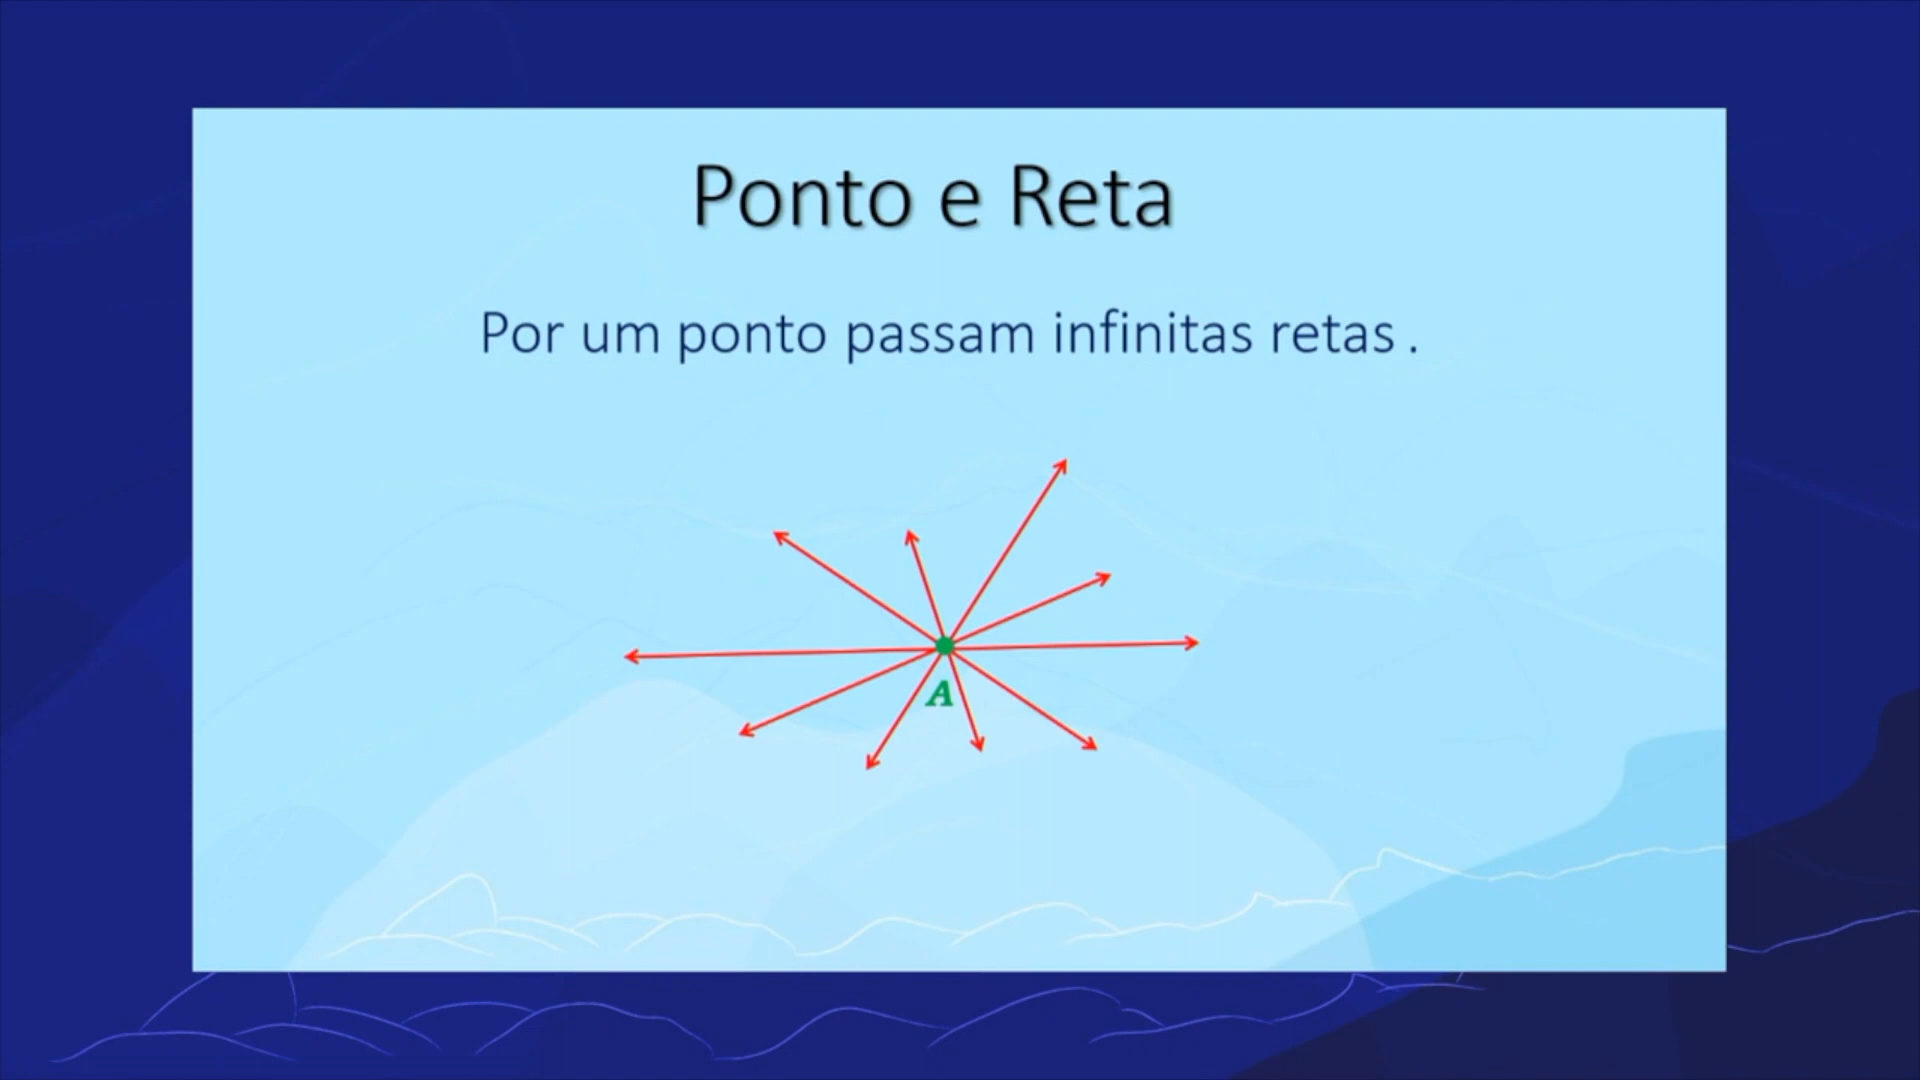 Ponto e Reta
Por um ponto passam infinitas retas .
A